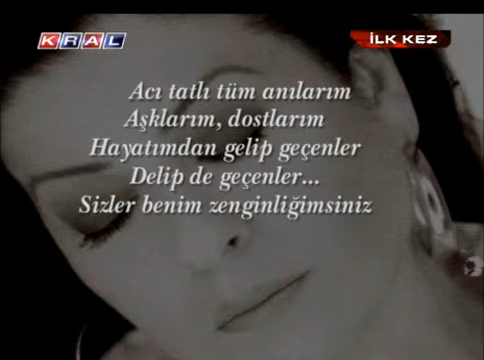 KRAL
İLK KEZ
Acı tatlı tüm anılarım
Aşklarım, dostlarım
Hayatımdan gelip geçenler
Delip de geçenler...
Sizler benim zenginliğimsiniz